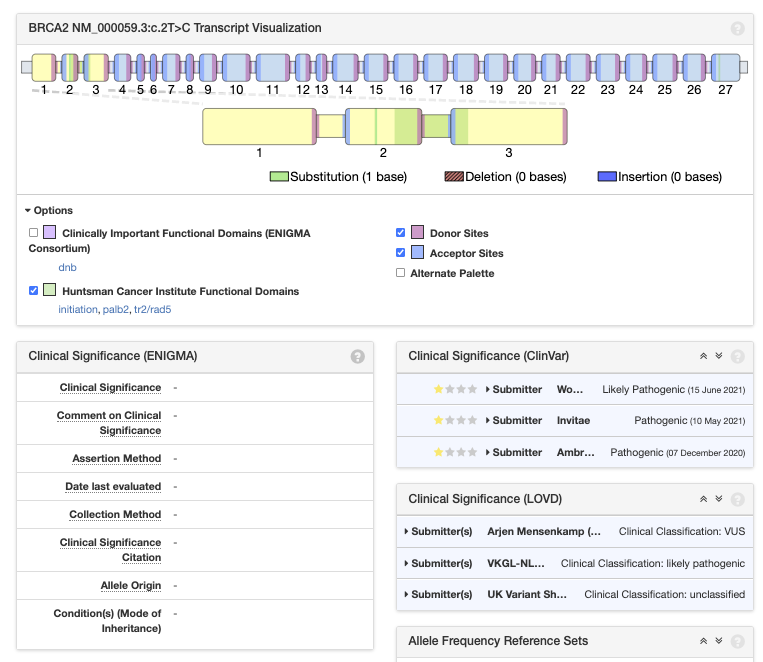 BRCA2 NM_000059.3:c.2T>C Transcript Visualization
?
1 2 3 4 5 6 7 8 9 10 11 12 13 14 15 16 17 18 19 20 21 22 23 24 25 26 27
1 2 3
Substitution (1 base) Deletion (0 bases) Insertion (0 bases)
Options
Clinically Important Functional Domains (ENIGMA
Consortium)
dnb
Huntsman Cancer Institute Functional Domains
initiation, palb2, tr2/rad5
Donor Sites
Acceptor Sites
Alternate Palette
Clinical Significance (ENIGMA)
?
Clinical Significance -
Comment on Clinical -
Significance
Assertion Method -
Date last evaluated -
Collection Method -
Clinical Significance -
Citation
Allele Origin -
Condition(s) (Mode of -
Inheritance)
Clinical Significance (ClinVar)
?
Submitter Wo... Likely Pathogenic (15 June 2021)
Submitter Invitae Pathogenic (10 May 2021)
Submitter Ambr... Pathogenic (07 December 2020)
Clinical Significance (LOVD)
?
Submitter(s) Arjen Mensenkamp (... Clinical Classification: VUS
Submitter(s) VKGL-NL... Clinical Classification: likely pathogenic
Submitter(s) UK Variant Sh... Clinical Classification: unclassified
Allele Frequency Reference Sets
?